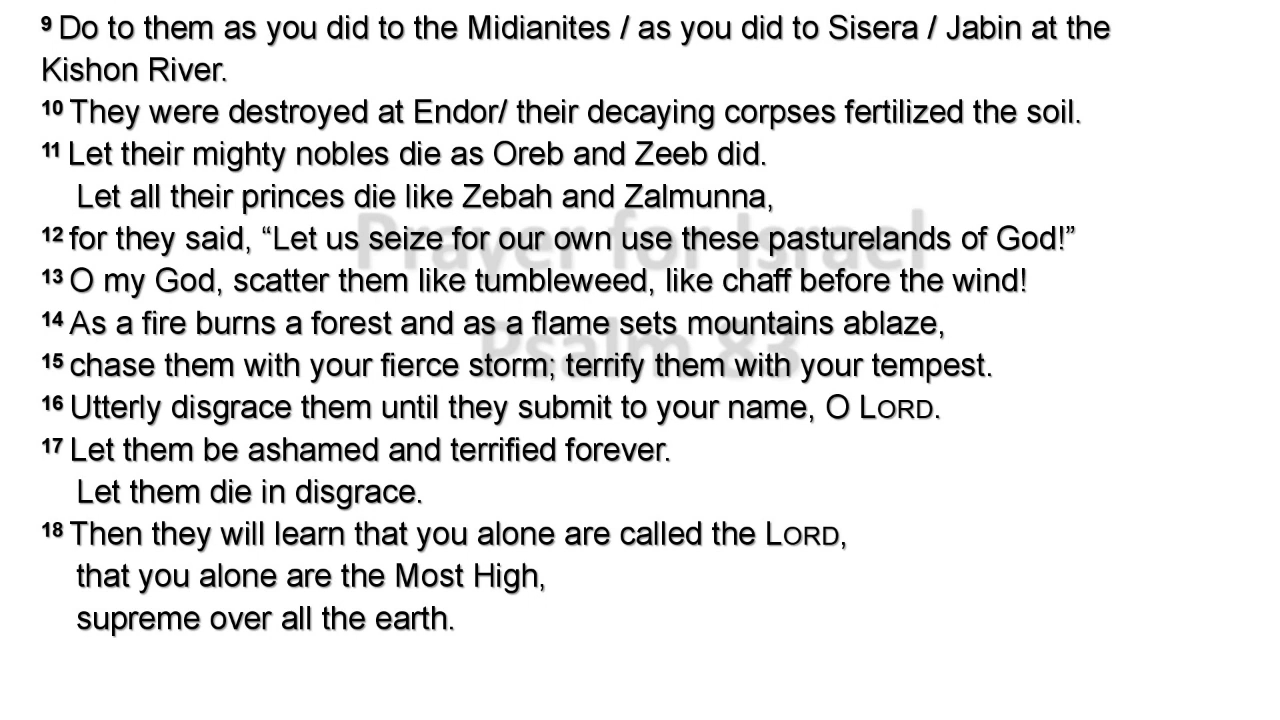 9 Do to them as you did to the Midianites / as you did to Sisera / Jabin at the
Kishon River.
10 They were destroyed at Endor/ their decaying corpses fertilized the soil.
11 Let their mighty nobles die as Oreb and Zeeb did.
Let all their princes die like Zebah and Zalmunna,
Prayer for Israel
12 for they said, “Let us seize for our own use these pasturelands of God!”
13 O my God, scatter them like tumbleweed, like chaff before the wind!
14 As a fire burns a forest and as a flame sets mountains ablaze,
Psalm 83
15 chase them with your fierce storm; terrify them with your tempest.
16 Utterly disgrace them until they submit to your name, O LORD.
17 Let them be ashamed and terrified forever.
Let them die in disgrace.
18 Then they will learn that you alone are called the LORD,
that you alone are the Most High,
supreme over all the earth.